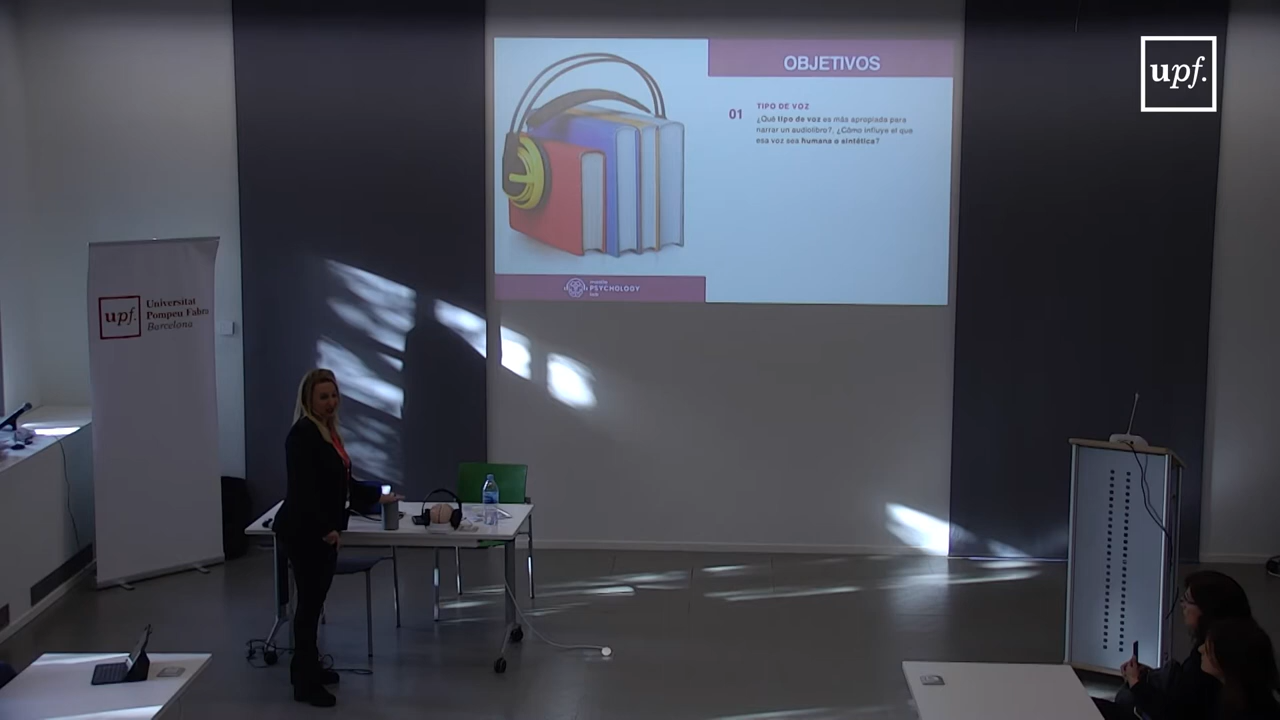 OBJETIVOS
01
TIPO DE VOZ
¿Qué tipo de voz es más apropiada para
narrar un audiolibro?, ¿Cómo influye el que
esa voz sea humana o sintética?
PSYCHOLOGY
upf.
upf.
Universitat
Pompeu Fabra
Barcelona